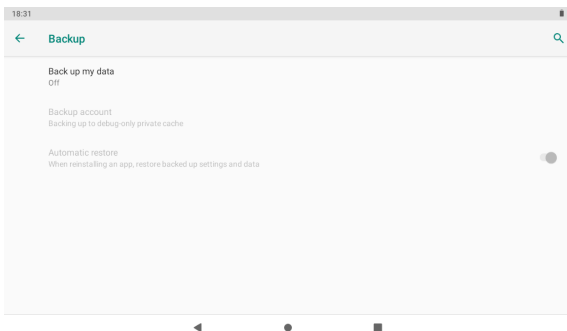 18:31
Backup
Back up my data
Off
Backup account
Backing up to debug-only private cache
Automatic restore
When reinstalling an app, restore backed up settings and data